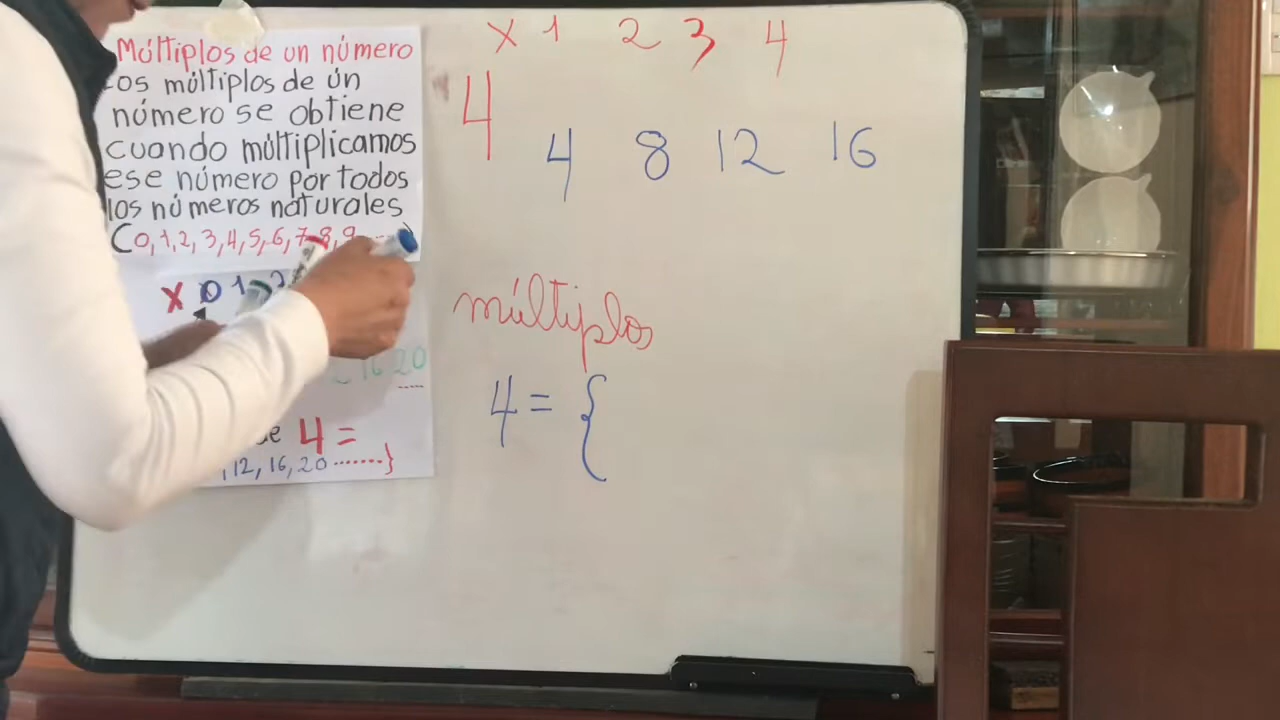 Múltiplos de un número
os múltiplos de ún
número se obtiene
cuando múltiplicamos
ese número por todos
los números naturales
(0,1,2,3,4,5,6,7,8,9
X 0 1
16 20
4 =
,12,16,20.......}
X 1 2 3 4
4
4 8 12 16
múltiplos
4 = {